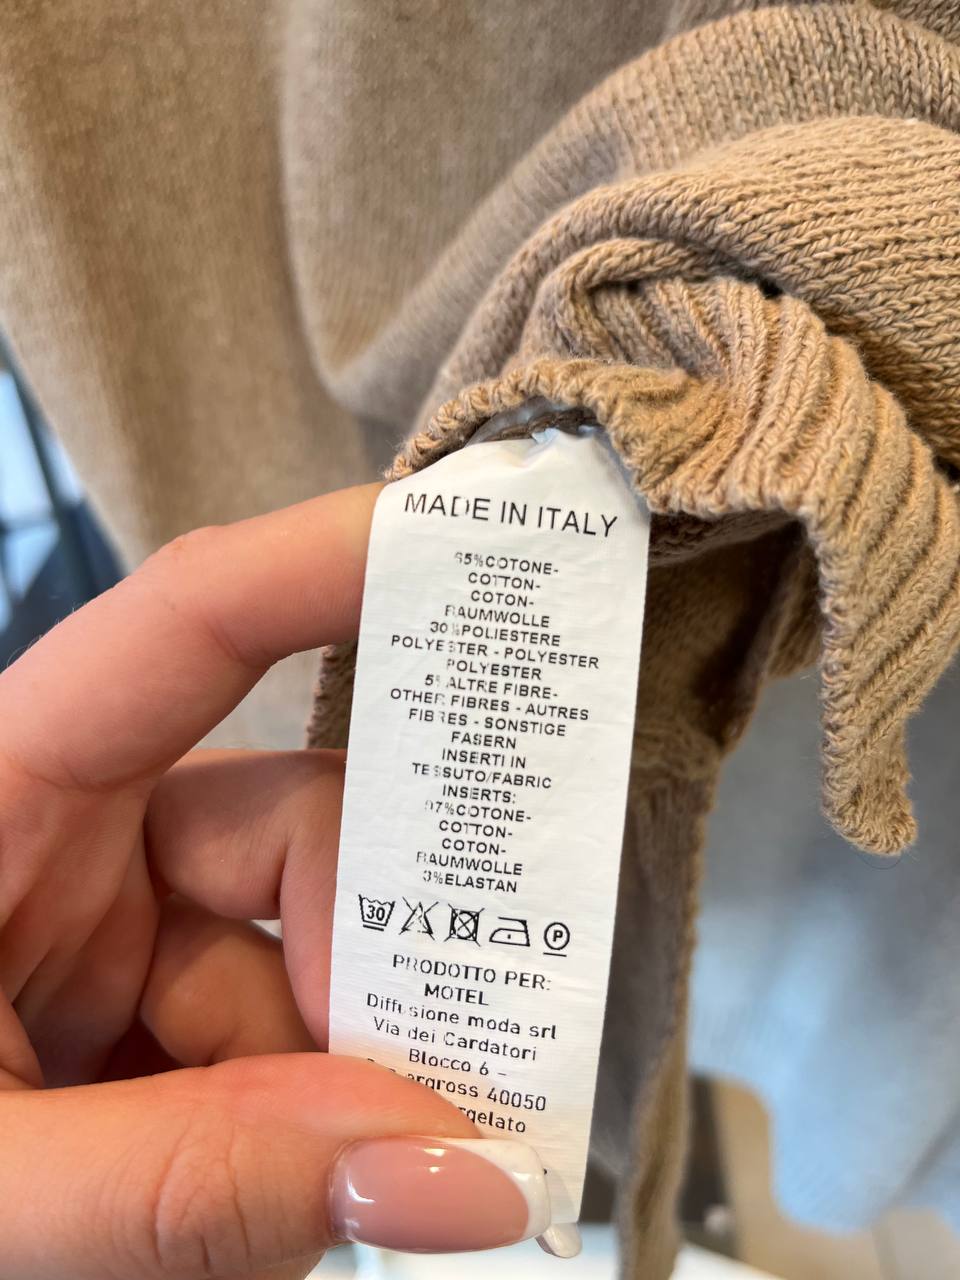 MADE IN ITALY
65%COTONE-
COTTON-
COTON-
BAUMWOLLE
30%POLIESTERE
POLYESTER - POLYESTER
POLYESTER
5% ALTRE FIBRE-
OTHER FIBRES - AUTRES
FIBRES - SONSTIGE
FASERN
INSERTI IN
TESSUTO/FABRIC
INSERTS:
97%COTONE-
COTTON-
COTON-
BAUMWOLLE
3%ELASTAN
30 P
PRODOTTO PER:
MOTEL
Diffusione moda srl
Via dei Cardatori
Blocco 6 -
40050